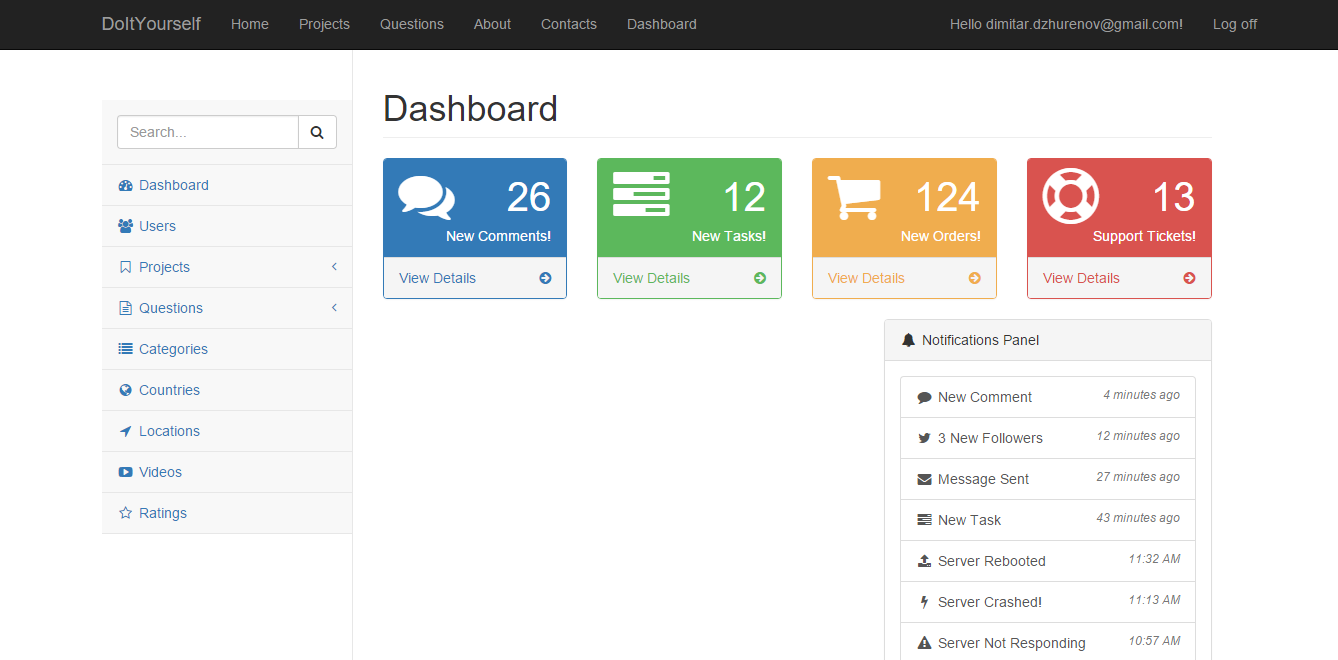 DoItYourself Home Projects Questions About Contacts Dashboard Hello dimitar.dzhurenov@gmail.com! Log off
Search...
Dashboard
Users
Projects
Questions
Categories
Countries
Locations
Videos
Ratings
Dashboard
26
New Comments!
View Details
12
New Tasks!
View Details
124
New Orders!
View Details
13
Support Tickets!
View Details
Notifications Panel
New Comment 4 minutes ago
3 New Followers 12 minutes ago
Message Sent 27 minutes ago
New Task 43 minutes ago
Server Rebooted 11:32 AM
Server Crashed! 11:13 AM
Server Not Responding 10:57 AM